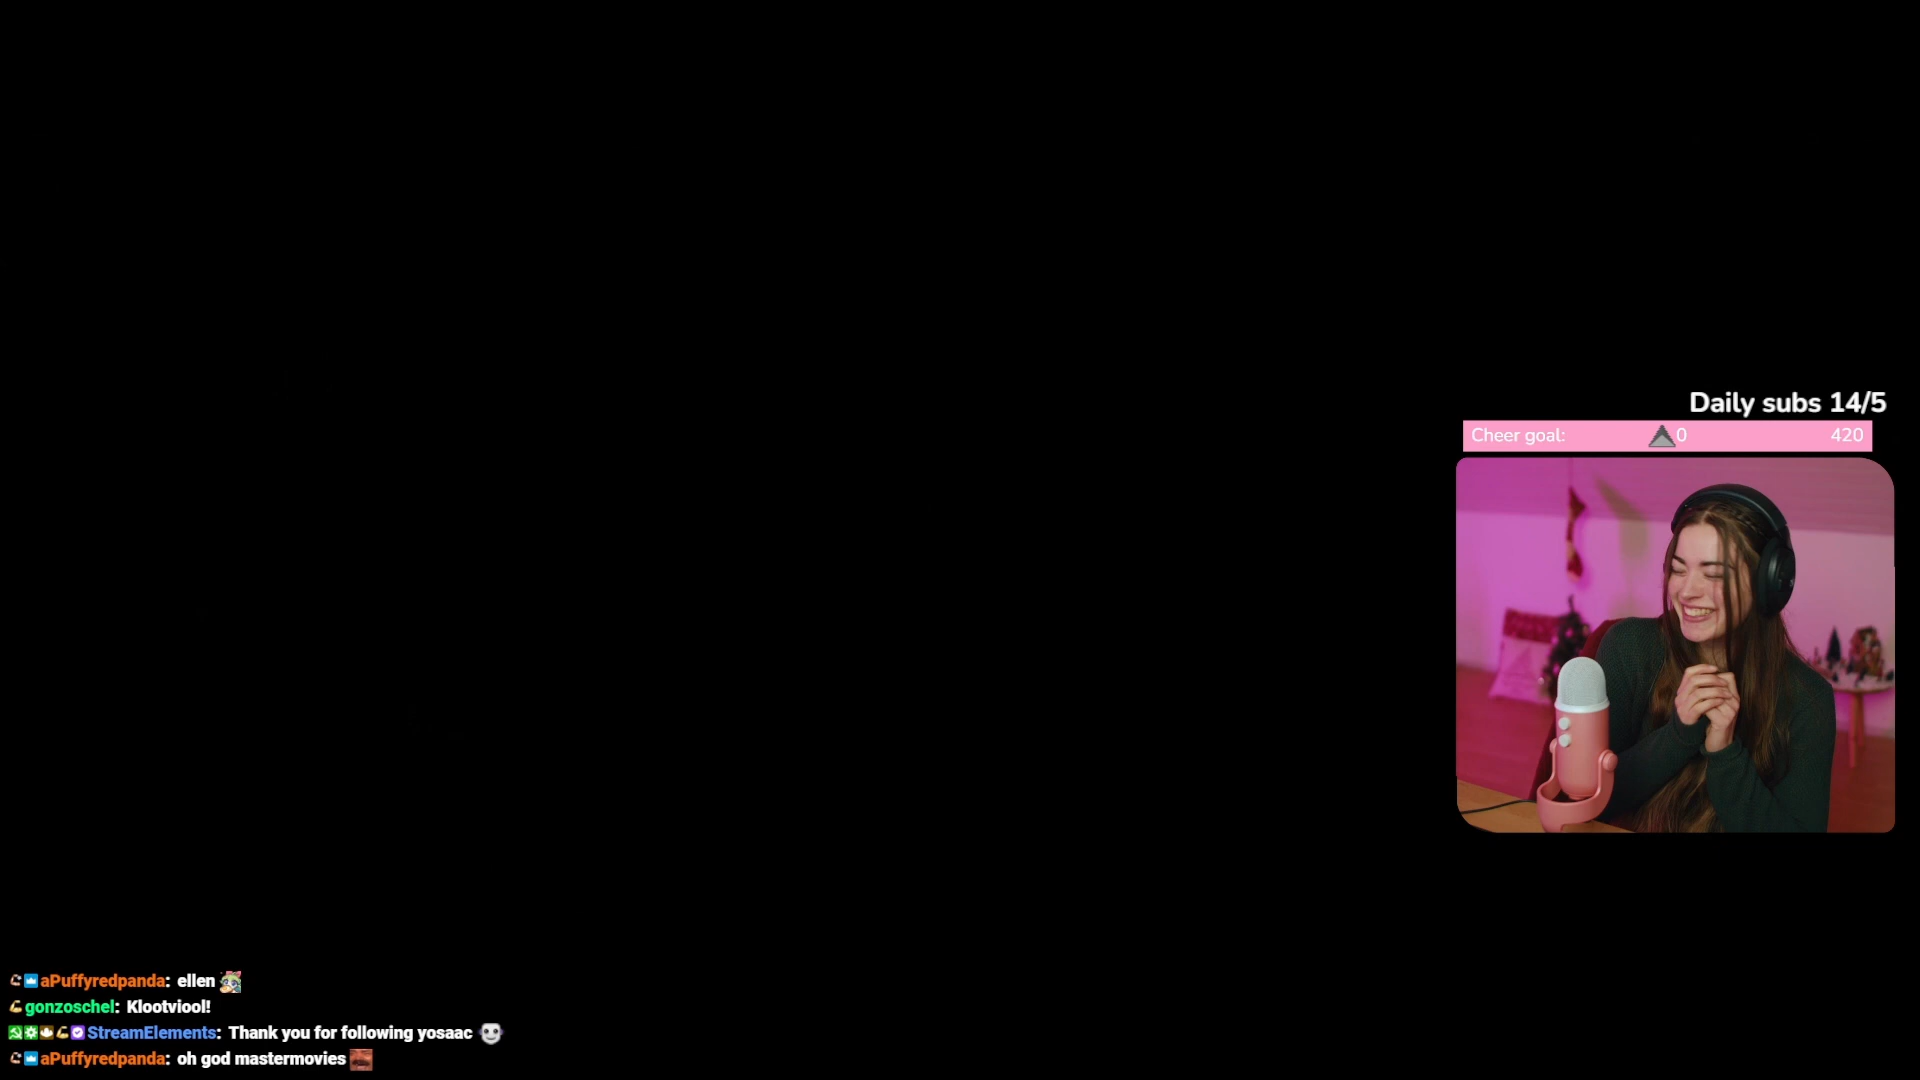 Daily subs 14/5
Cheer goal: 0 420
aPuffyredpanda: ellen
gonzoschel: Klootviool!
StreamElements: Thank you for following yosaac
aPuffyredpanda: oh god mastermovies